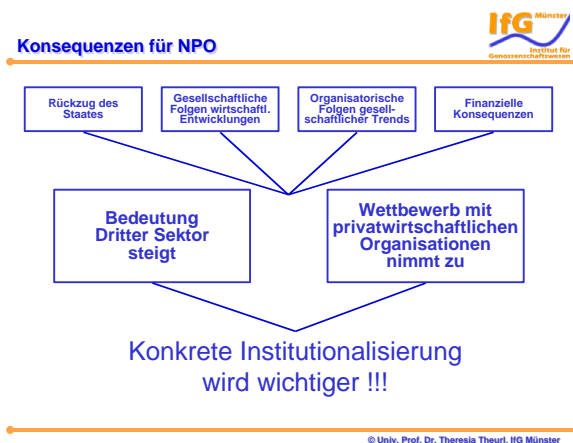 Konsequenzen für NPO
IfG Münster
Institut für
Genossenschaftswesen
Rückzug des
Staates
Gesellschaftliche
Folgen wirtschaftl.
Entwicklungen
Organisatorische
Folgen gesell-
schaftlicher Trends
Finanzielle
Konsequenzen
Bedeutung
Dritter Sektor
steigt
Wettbewerb mit
privatwirtschaftlichen
Organisationen
nimmt zu
Konkrete Institutionalisierung
wird wichtiger !!!
© Univ. Prof. Dr. Theresia Theurl, IfG Münster